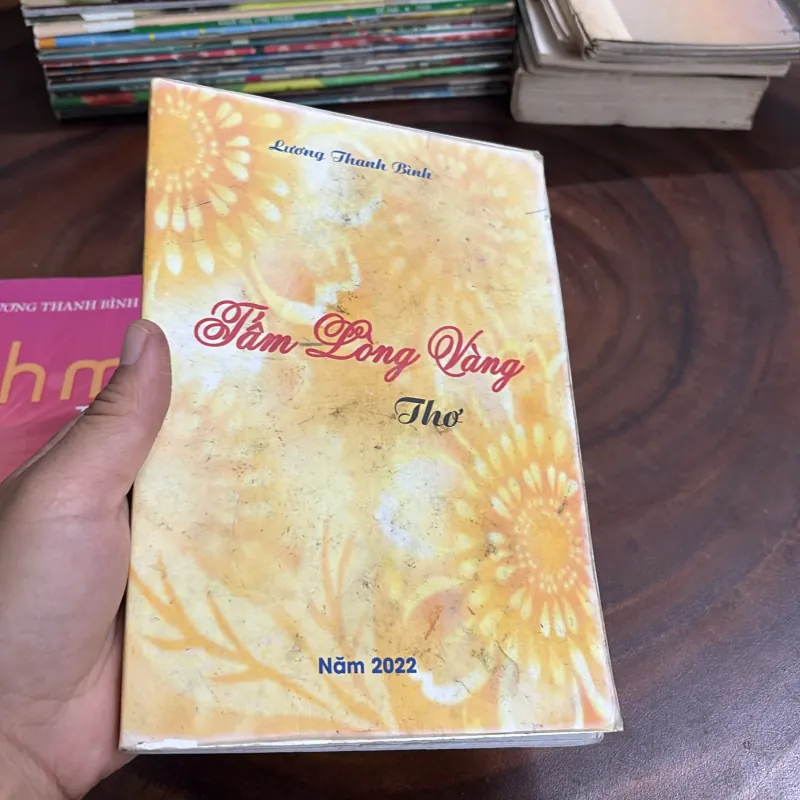 Lương Thanh Bình
Tấm Lòng Vàng
Thơ
Năm 2022
ƯƠNG THANH BÌNH
h m